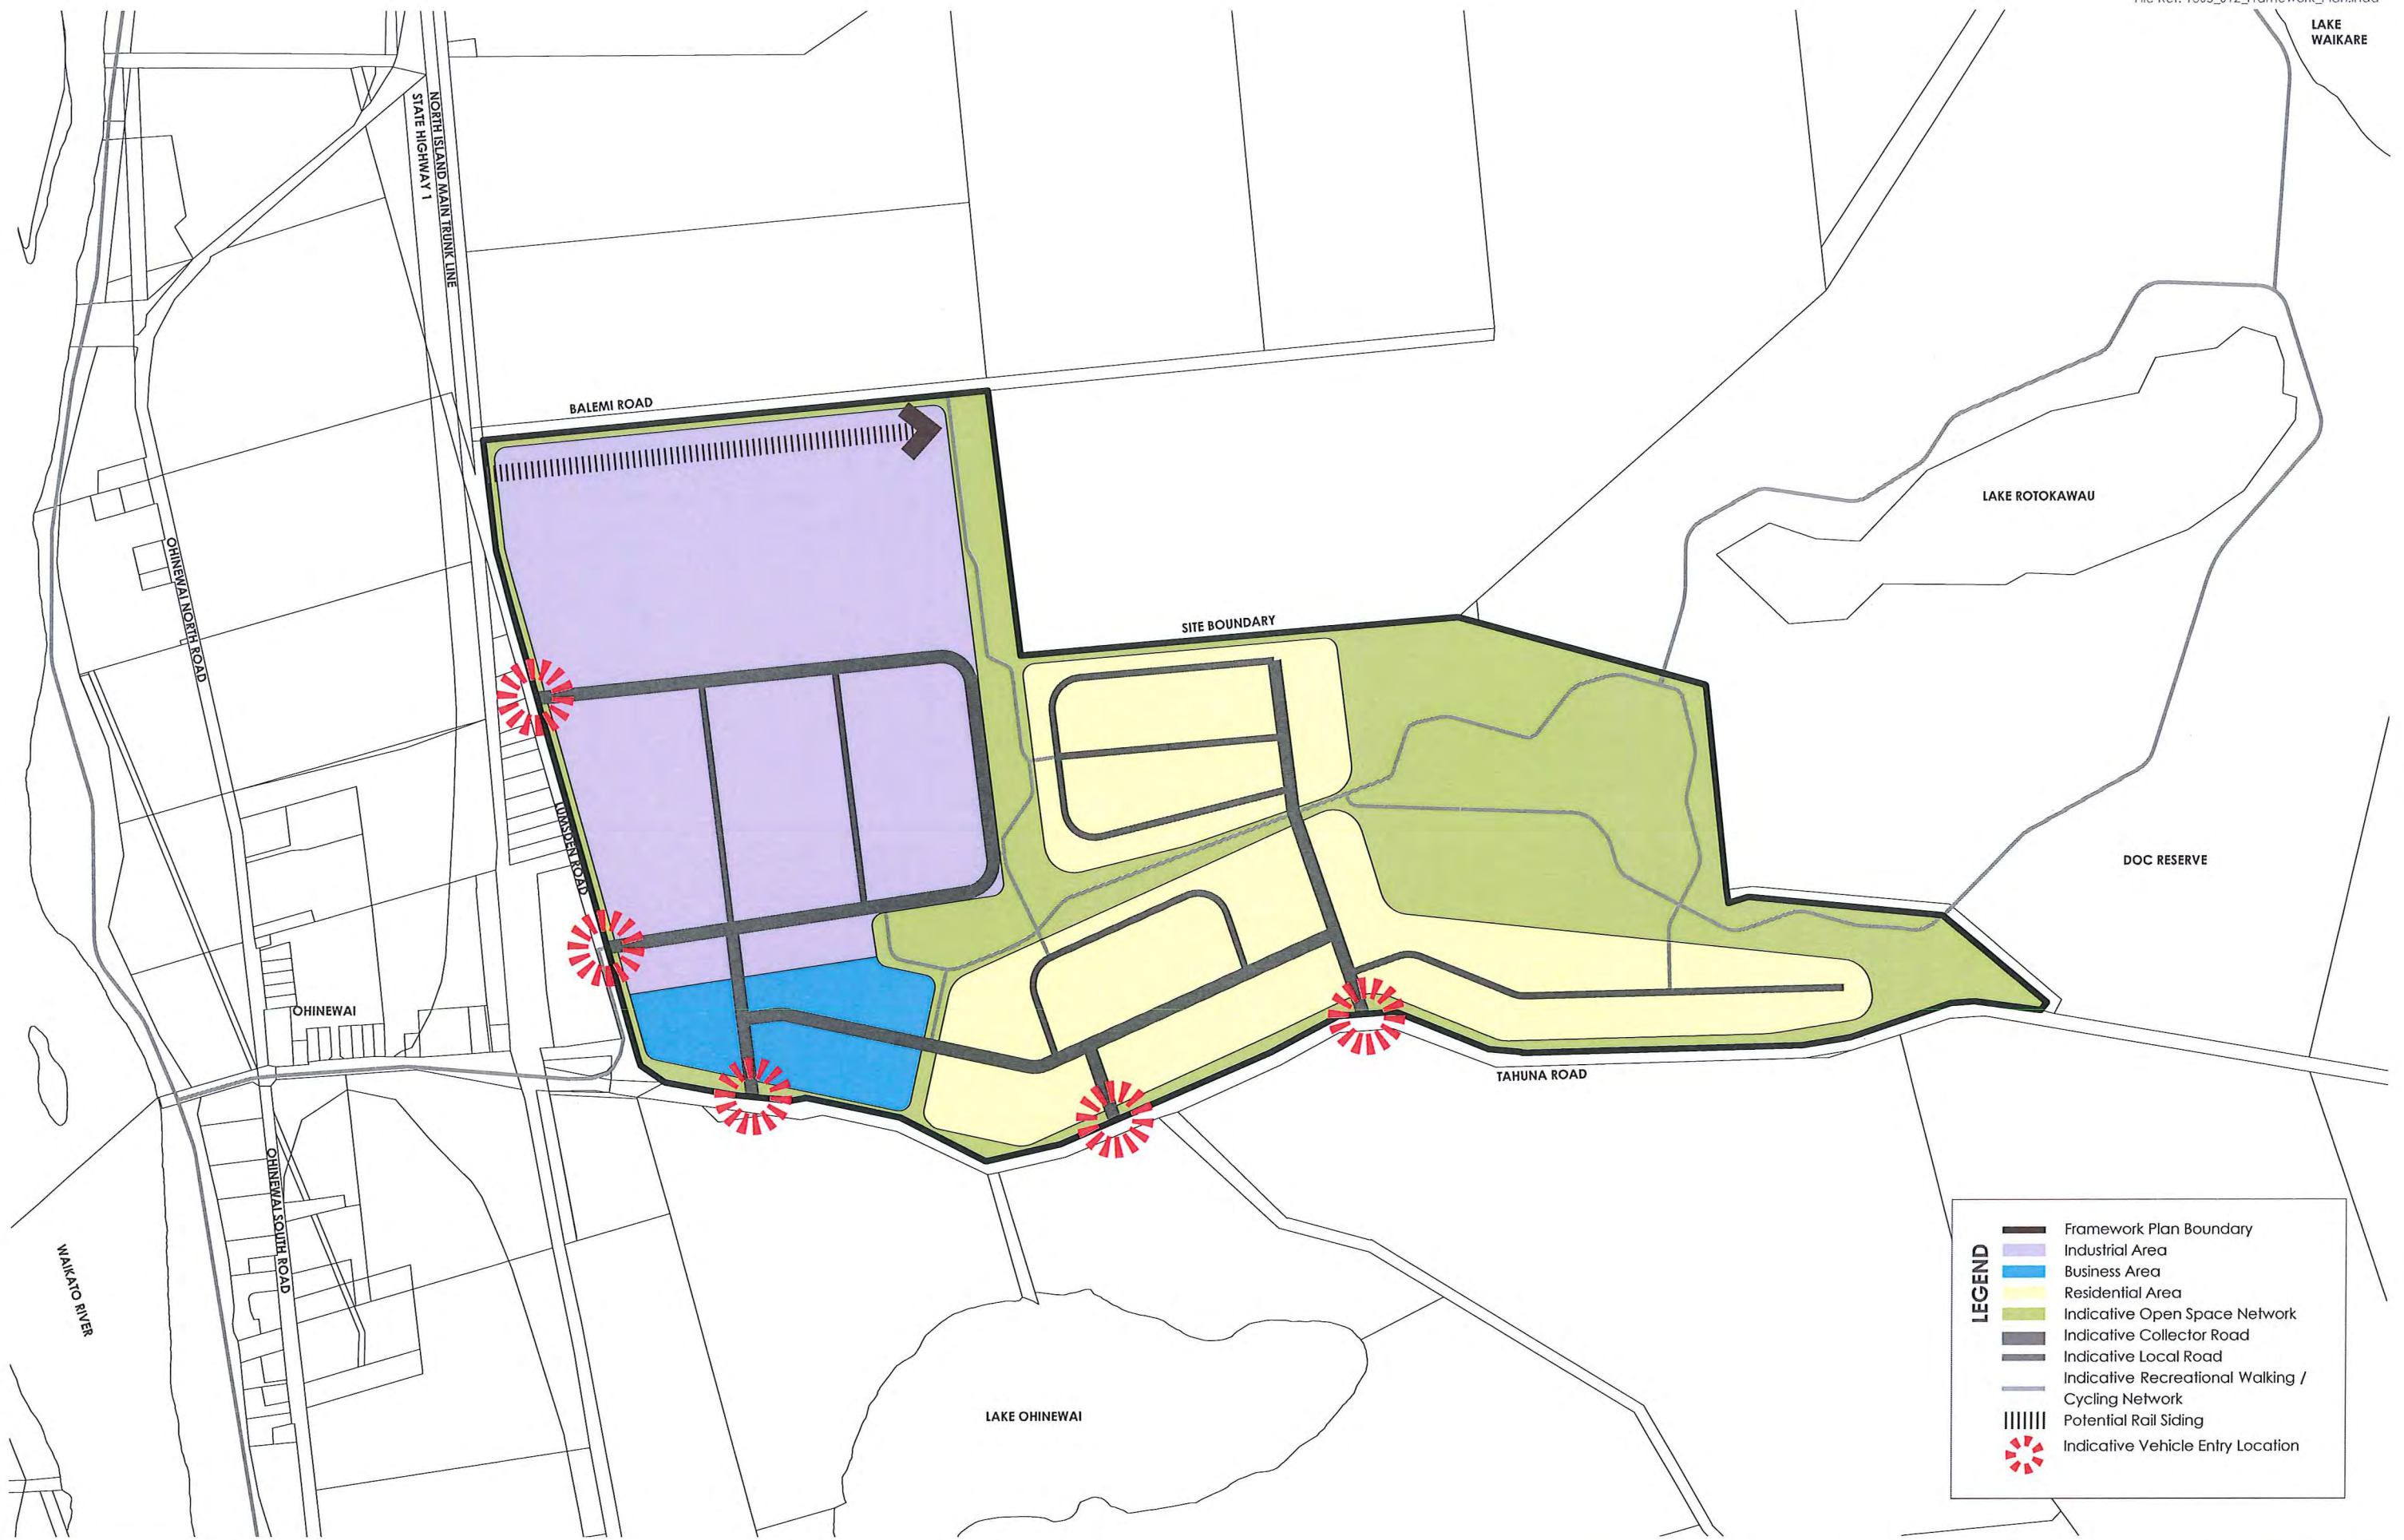 LAKE
WAIKARE
NORTH ISLAND MAIN TRUNK LINE
STATE HIGHWAY 1
BALEMI ROAD
LAKE ROTOKAWAU
OHINEWAI NORTH ROAD
SITE BOUNDARY
LUMSDEN ROAD
DOC RESERVE
OHINEWAI
TAHUNA ROAD
OHINEWAI SOUTH ROAD
WAIKATO RIVER
LAKE OHINEWAI
LEGEND
Framework Plan Boundary
Industrial Area
Business Area
Residential Area
Indicative Open Space Network
Indicative Collector Road
Indicative Local Road
Indicative Recreational Walking /
Cycling Network
Potential Rail Siding
Indicative Vehicle Entry Location